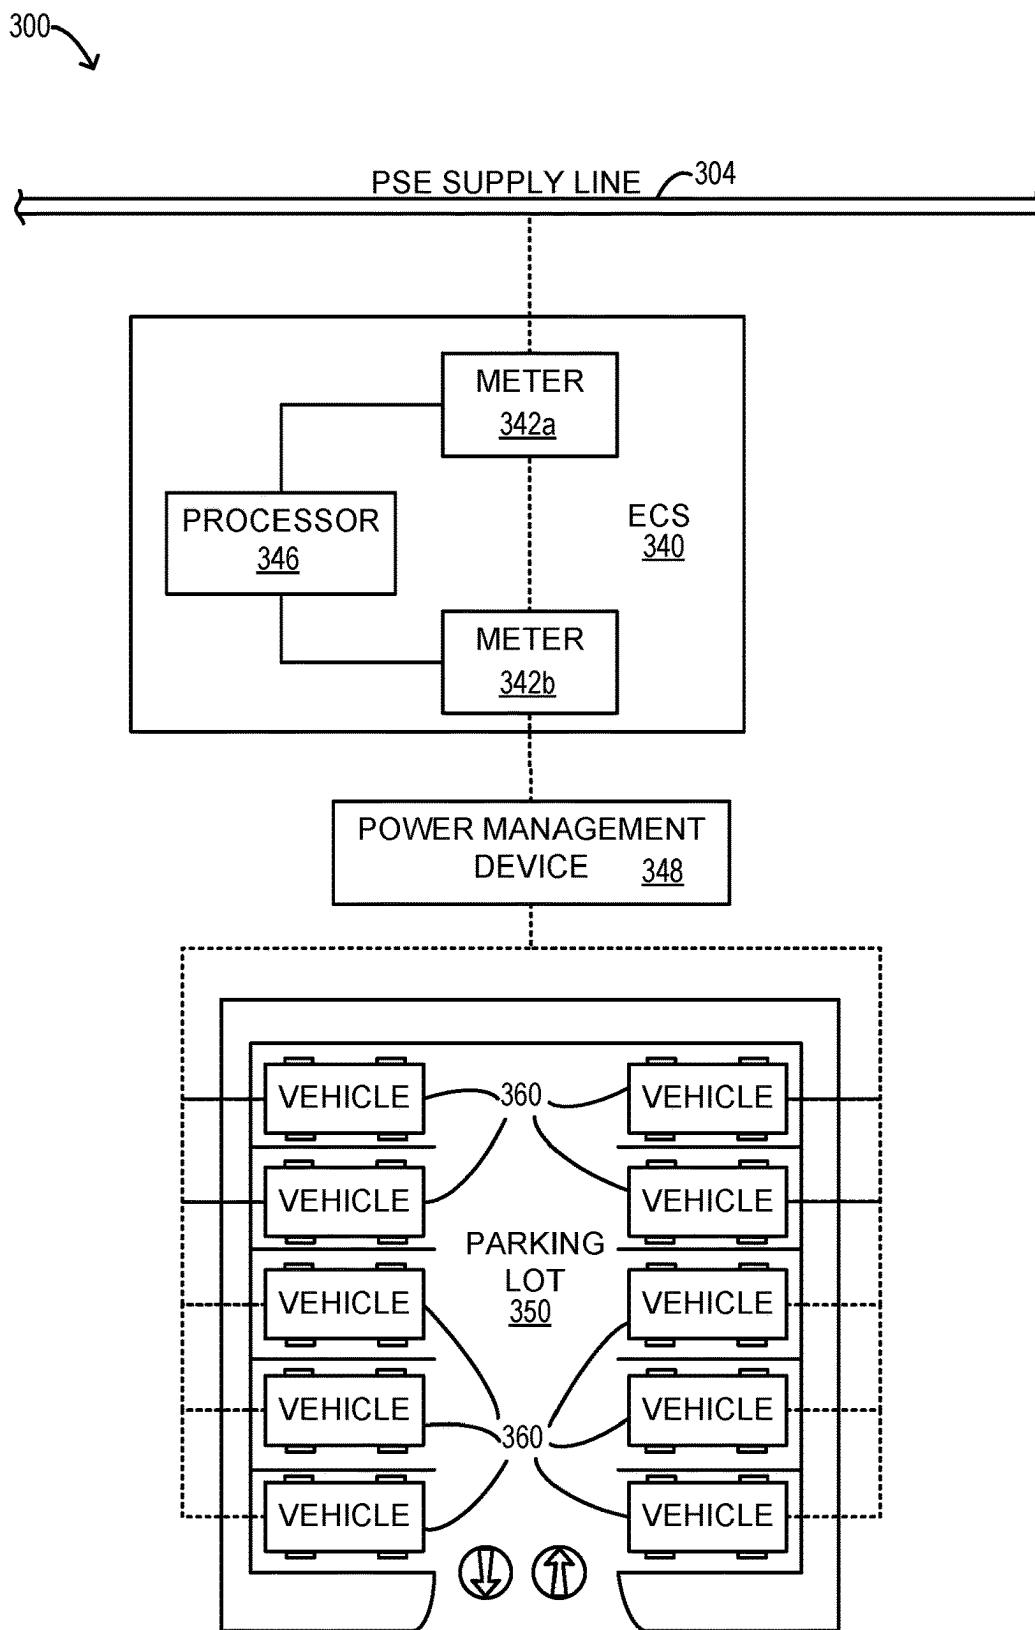 300
PSE SUPPLY LINE 304
METER
342a
PROCESSOR
346
ECS
340
METER
342b
POWER MANAGEMENT
DEVICE 348
VEHICLE 360 VEHICLE
VEHICLE VEHICLE
PARKING
LOT
350
VEHICLE VEHICLE
VEHICLE VEHICLE
360
VEHICLE VEHICLE